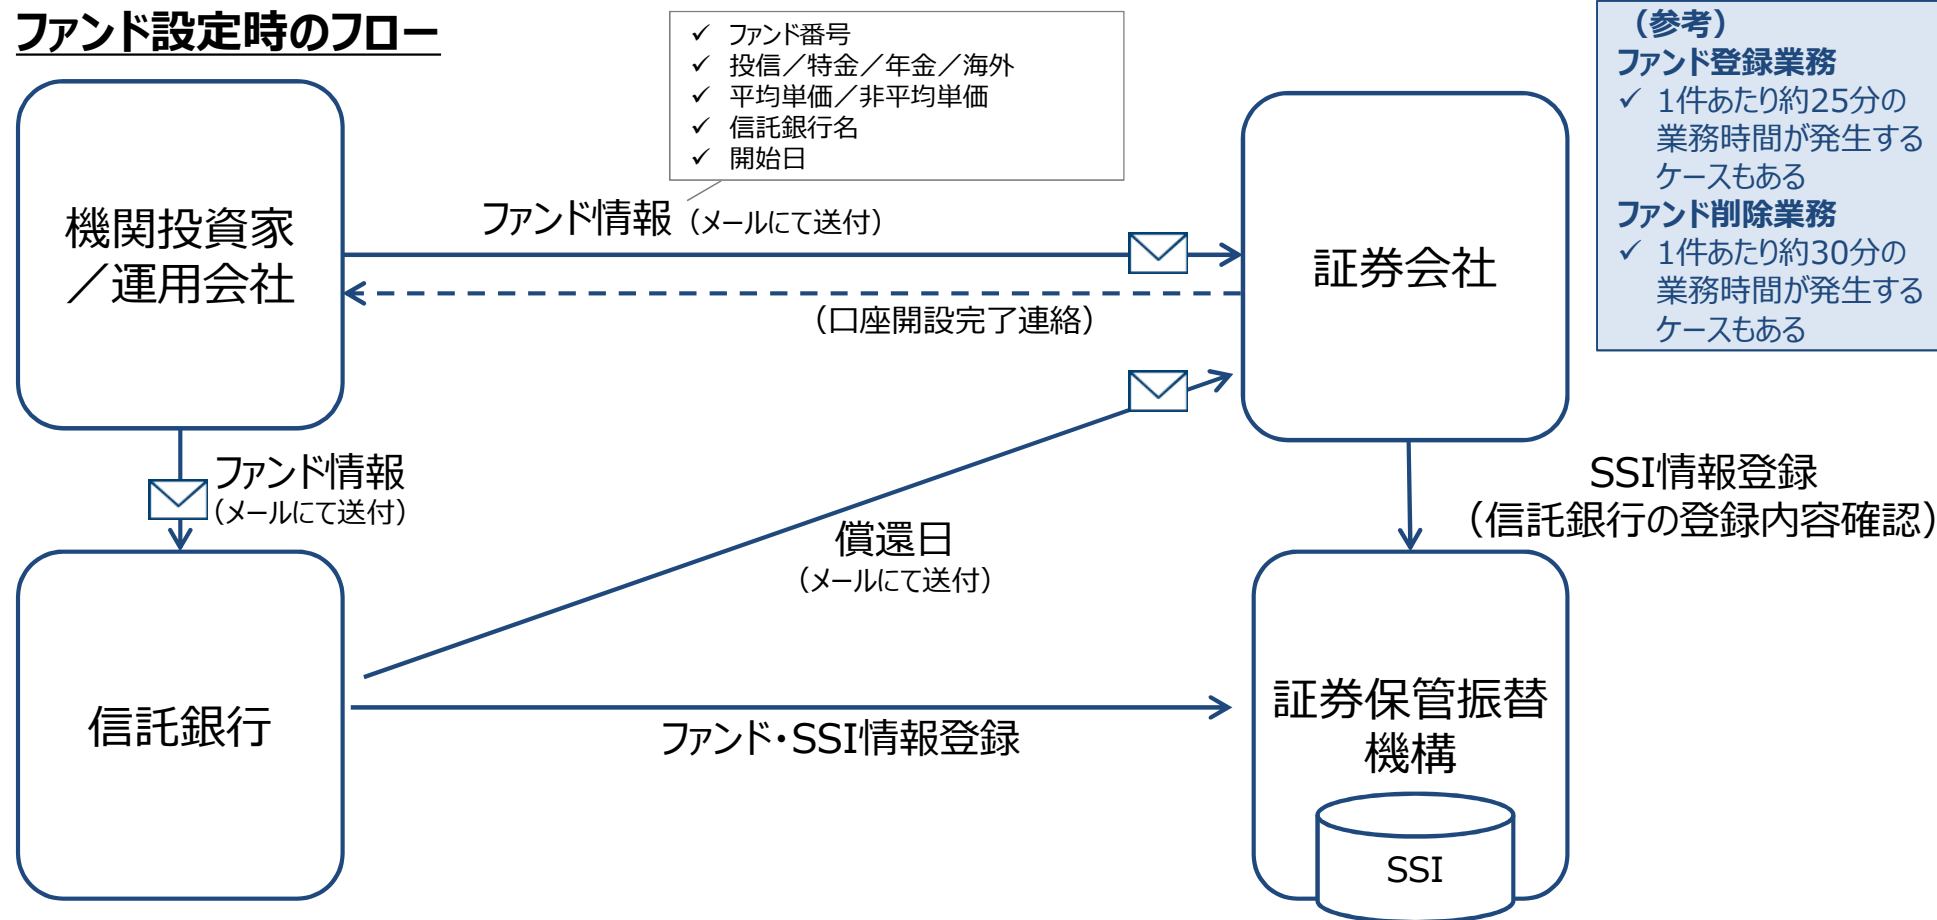 ファンド設定時のフロー
✓ ファンド番号
✓ 投信／特金／年金／海外
✓ 平均単価／非平均単価
✓ 信託銀行名
✓ 開始日
（参考）
ファンド登録業務
✓ 1件あたり約25分の
業務時間が発生する
ケースもある
ファンド削除業務
✓ 1件あたり約30分の
業務時間が発生する
ケースもある
機関投資家
／運用会社
ファンド情報（メールにて送付）
（口座開設完了連絡）
証券会社
ファンド情報
（メールにて送付）
償還日
（メールにて送付）
SSI情報登録
（信託銀行の登録内容確認）
信託銀行
ファンド・SSI情報登録
証券保管振替
機構
SSI